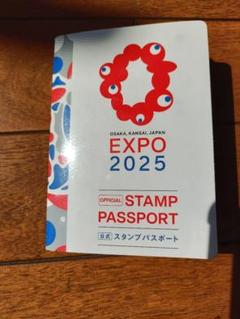 OSAKA, KANSAI, JAPAN
EXPO
2025
OFFICIAL STAMP
PASSPORT
公式 スタンプパスポート